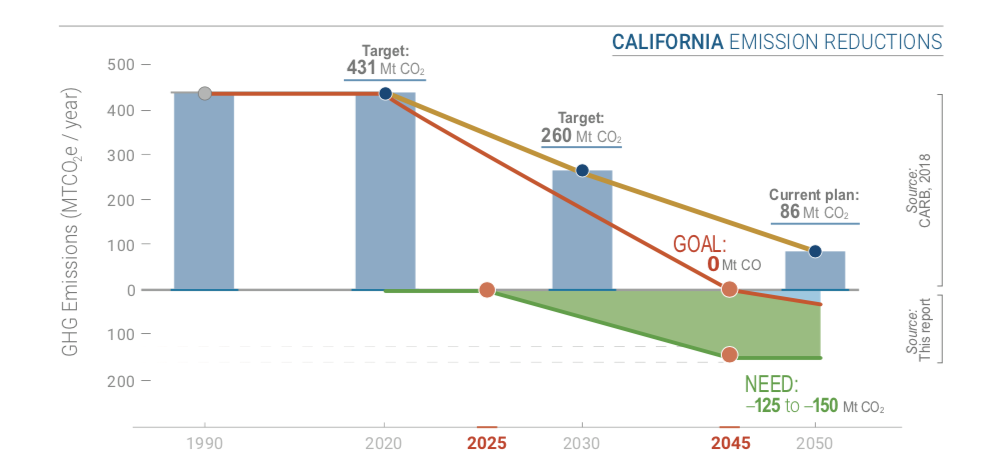 CALIFORNIA EMISSION REDUCTIONS
GHG Emissions (MTCO₂e / year)
500
400
300
200
100
0
100
200
Target:
431 Mt CO₂
Target:
260 Mt CO₂
Current plan:
86 Mt CO₂
GOAL:
0 Mt CO
NEED:
–125 to –150 Mt CO₂
Source:
CARB, 2018
Source:
This report
1990 2020 2025 2030 2045 2050